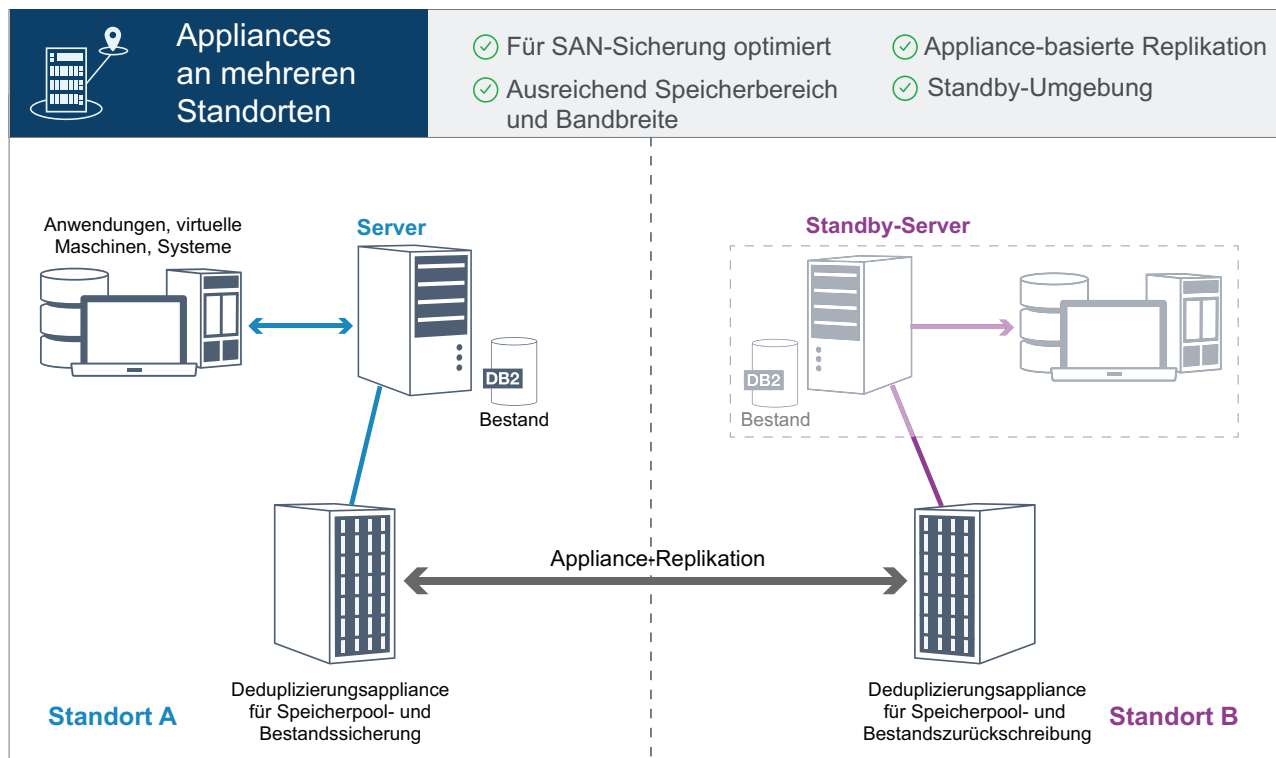 Appliances
an mehreren
Standorten
Für SAN-Sicherung optimiert
Ausreichend Speicherbereich
und Bandbreite
Appliance-basierte Replikation
Standby-Umgebung
Anwendungen, virtuelle
Maschinen, Systeme
Server
DB2
Bestand
Standby-Server
DB2
Bestand
Appliance-Replikation
Deduplizierungsappliance
für Speicherpool- und
Bestandssicherung
Standort A
Deduplizierungsappliance
für Speicherpool- und
Bestandszurückschreibung
Standort B